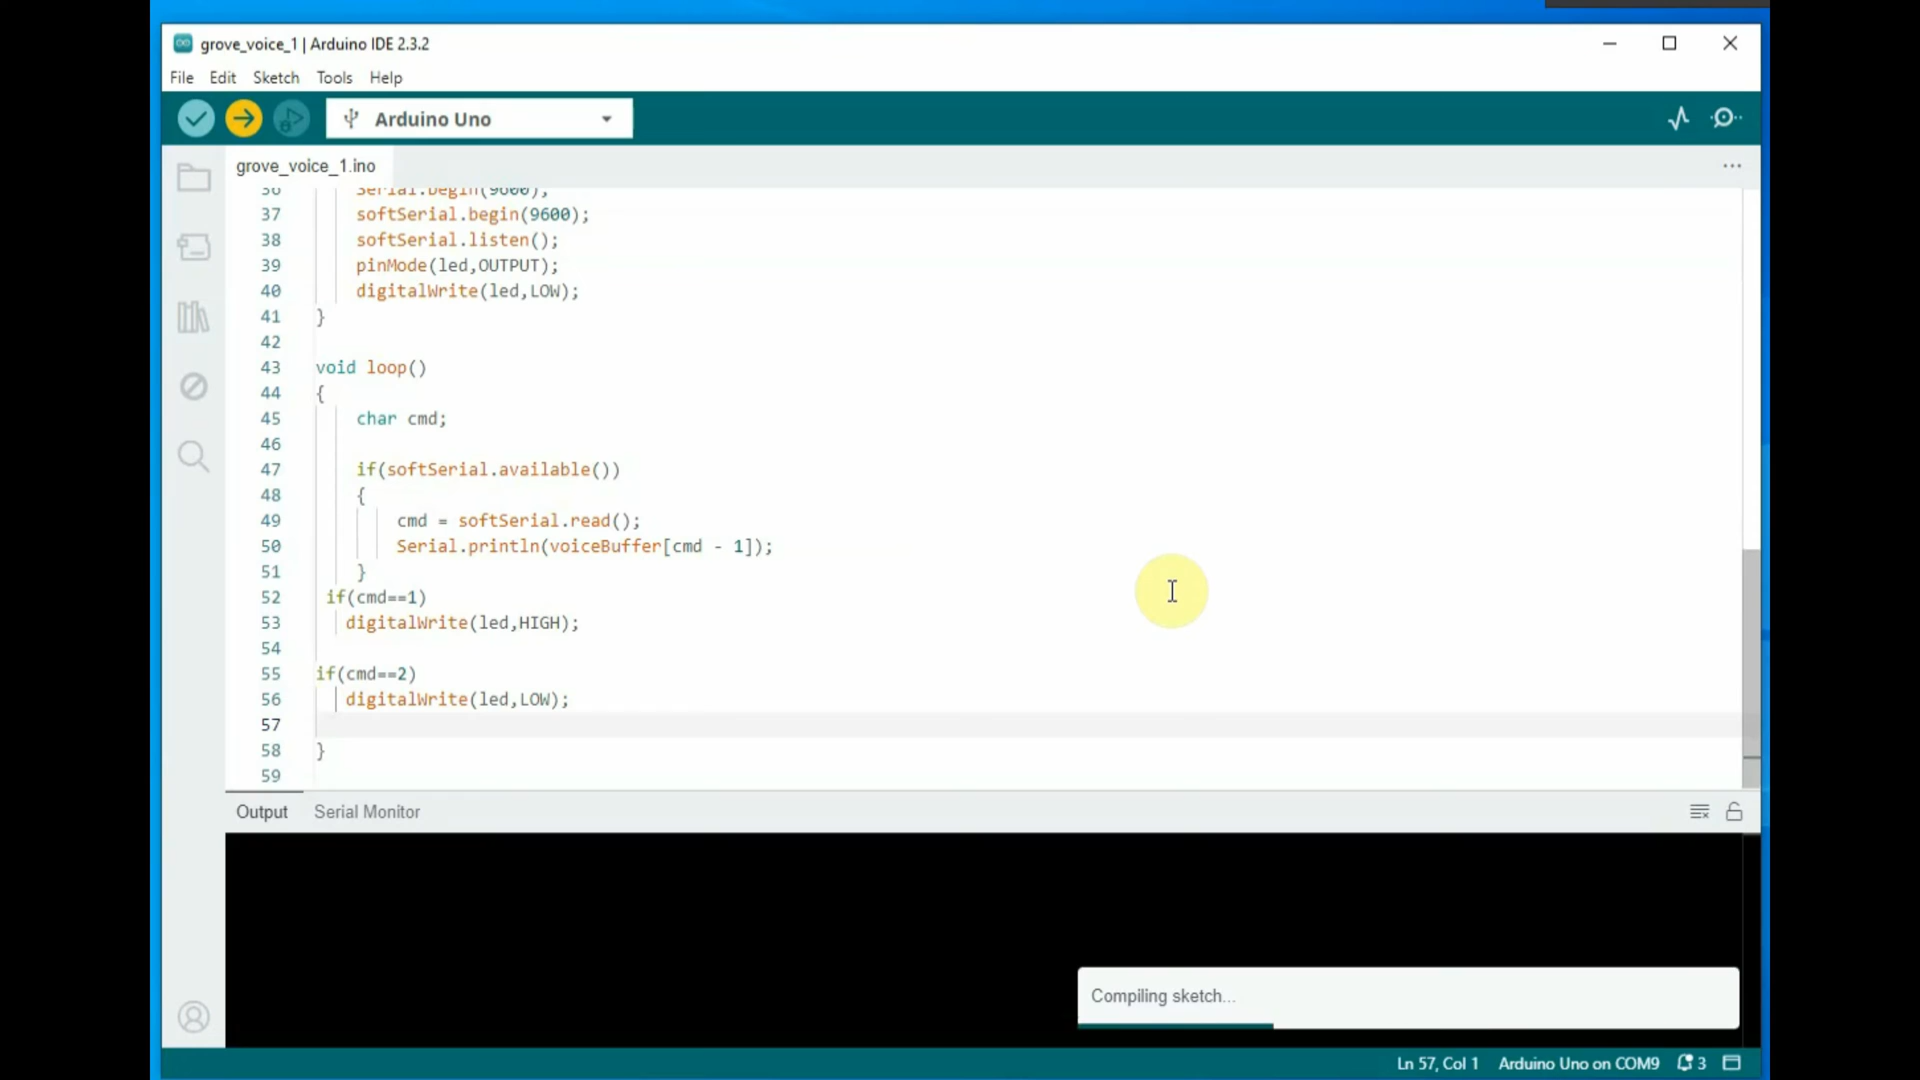 grove_voice_1 | Arduino IDE 2.3.2
File Edit Sketch Tools Help
Arduino Uno
grove_voice_1.ino
36 Serial.begin(9600);
37 softSerial.begin(9600);
38 softSerial.listen();
39 pinMode(led,OUTPUT);
40 digitalWrite(led,LOW);
41 }
42
43 void loop()
44 {
45 char cmd;
46
47 if(softSerial.available())
48 {
49 cmd = softSerial.read();
50 Serial.println(voiceBuffer[cmd - 1]);
51 }
52 if(cmd==1)
53 digitalWrite(led,HIGH);
54
55 if(cmd==2)
56 digitalWrite(led,LOW);
57
58 }
59
Output Serial Monitor
Compiling sketch...
Ln 57, Col 1 Arduino Uno on COM9 3